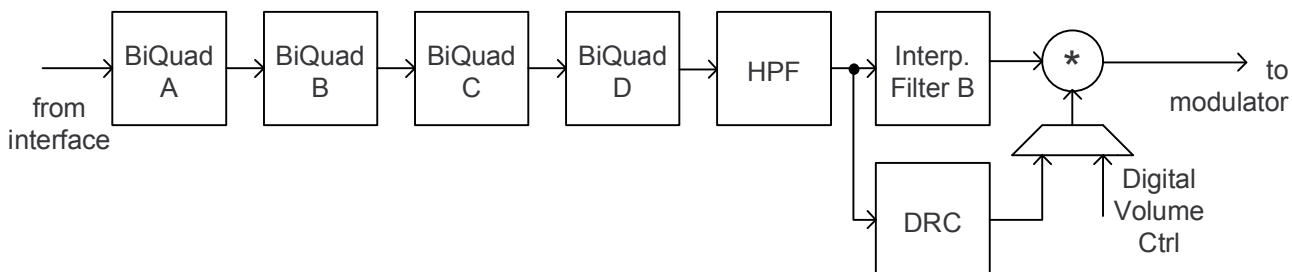 from
interface
BiQuad
A
BiQuad
B
BiQuad
C
BiQuad
D
HPF
Interp.
Filter B
*
to
modulator
DRC
Digital
Volume
Ctrl